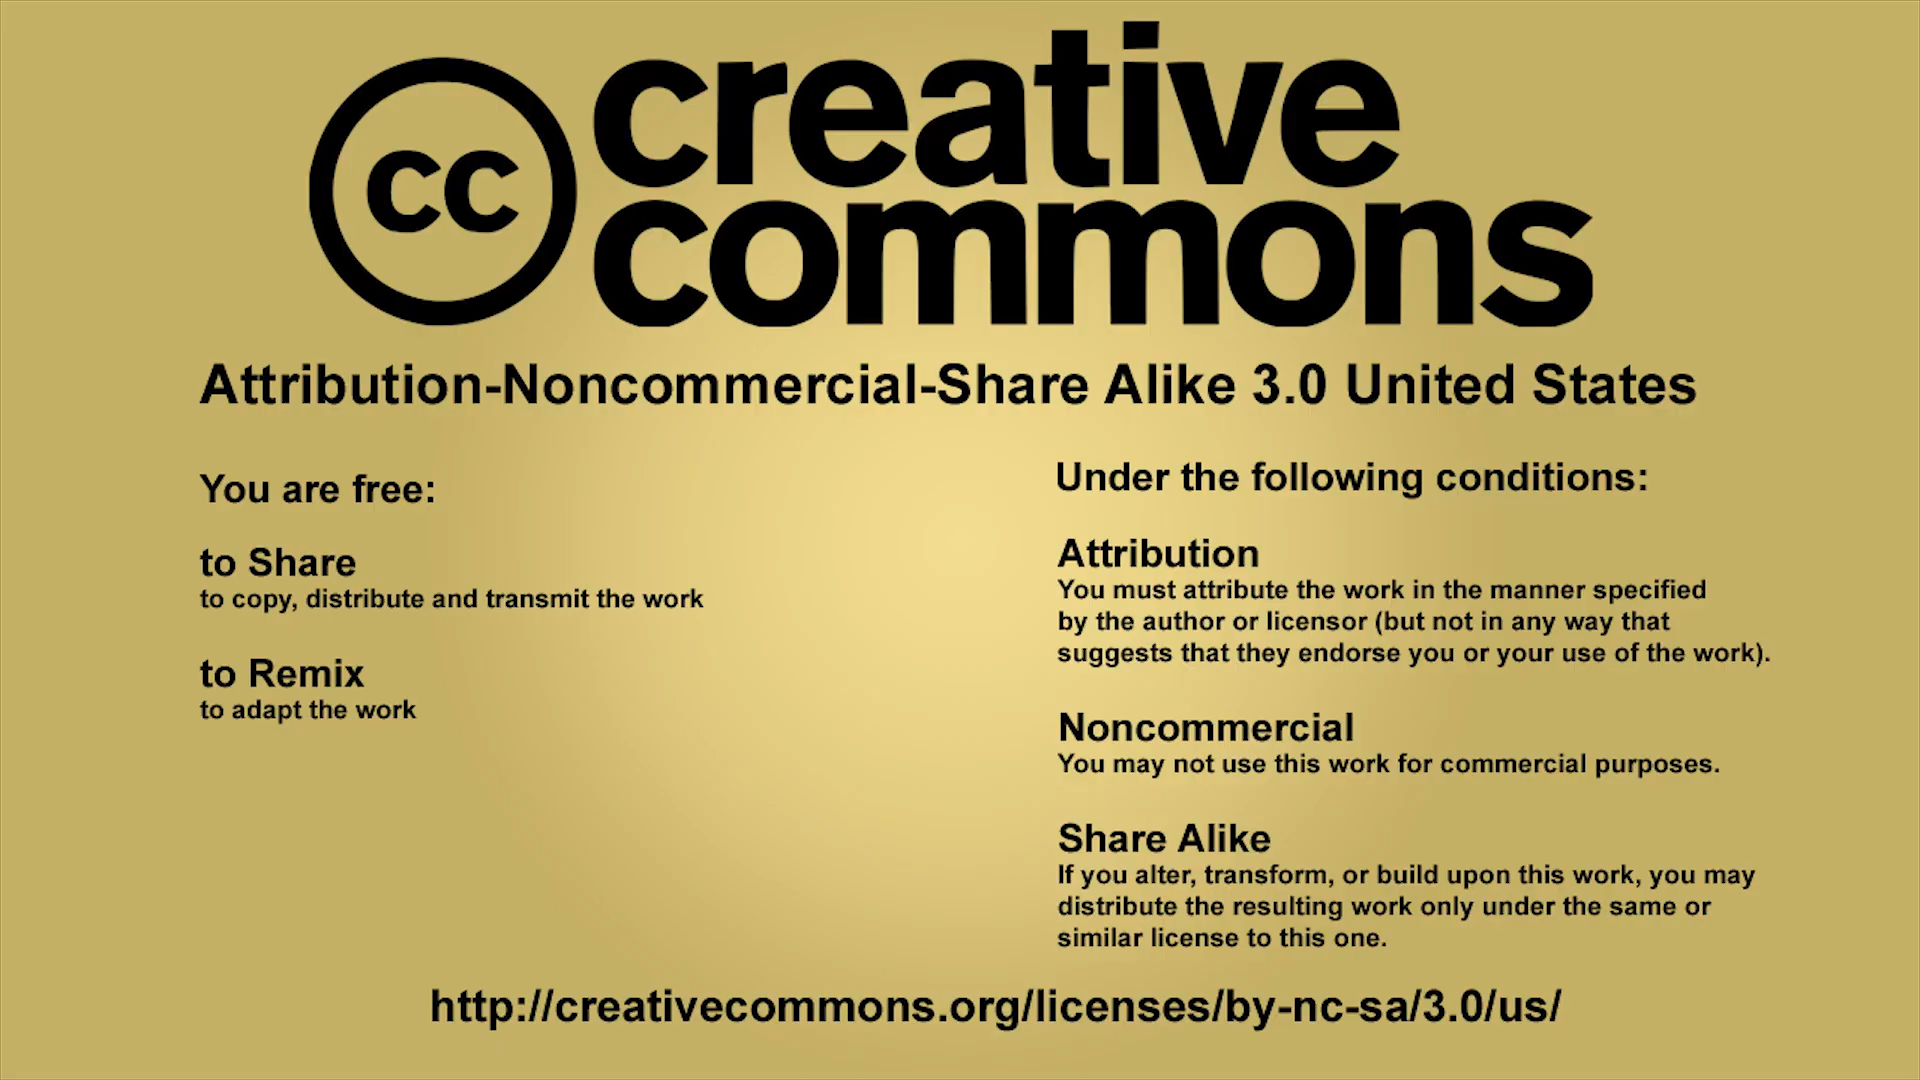 cc
creative
commons
Attribution-Noncommercial-Share Alike 3.0 United States
You are free:
to Share
to copy, distribute and transmit the work
to Remix
to adapt the work
Under the following conditions:
Attribution
You must attribute the work in the manner specified
by the author or licensor (but not in any way that
suggests that they endorse you or your use of the work).
Noncommercial
You may not use this work for commercial purposes.
Share Alike
If you alter, transform, or build upon this work, you may
distribute the resulting work only under the same or
similar license to this one.
http://creativecommons.org/licenses/by-nc-sa/3.0/us/